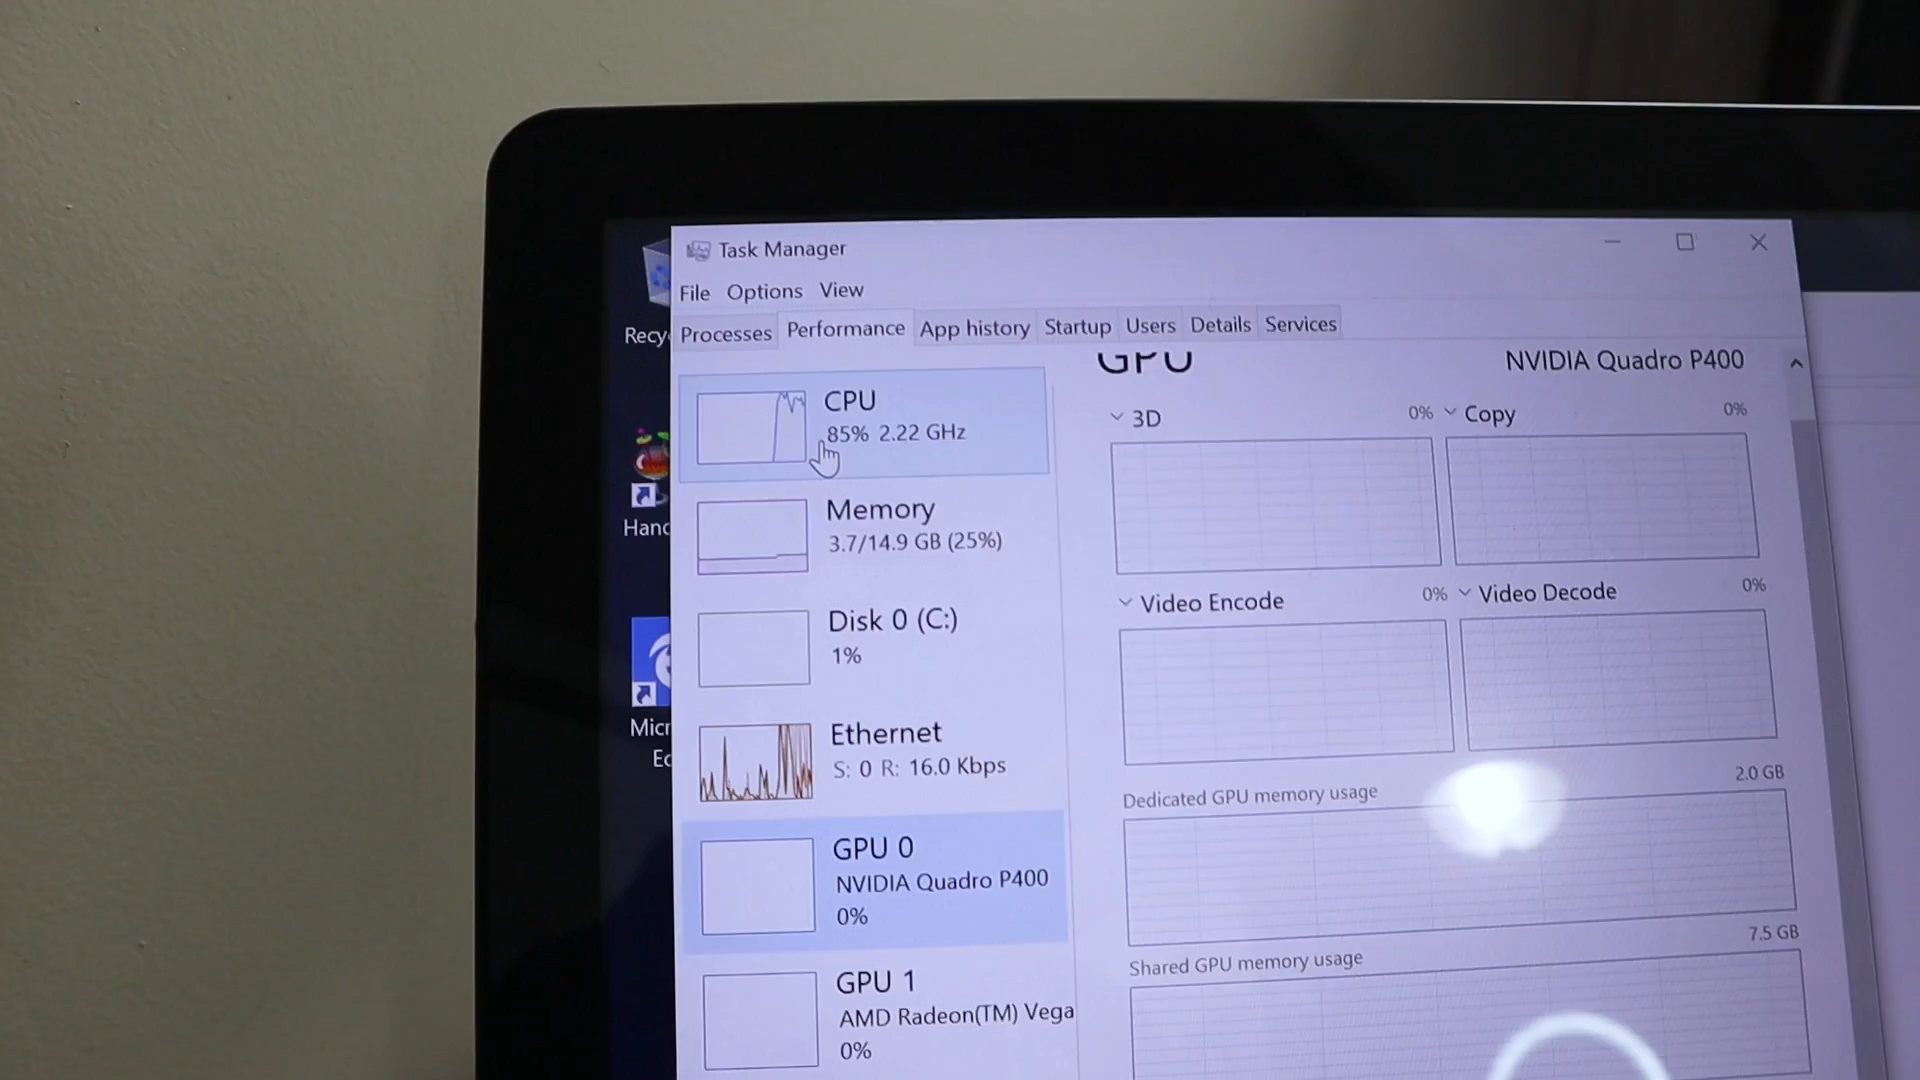 Task Manager
File Options View
Processes Performance App history Startup Users Details Services
Recy
Hand
Micr
Ed
CPU
85% 2.22 GHz
Memory
3.7/14.9 GB (25%)
Disk 0 (C:)
1%
Ethernet
S: 0 R: 16.0 Kbps
GPU 0
NVIDIA Quadro P400
0%
GPU 1
AMD Radeon(TM) Vega
0%
GPU NVIDIA Quadro P400
3D 0% Copy 0%
Video Encode 0% Video Decode 0%
Dedicated GPU memory usage 2.0 GB
Shared GPU memory usage 7.5 GB